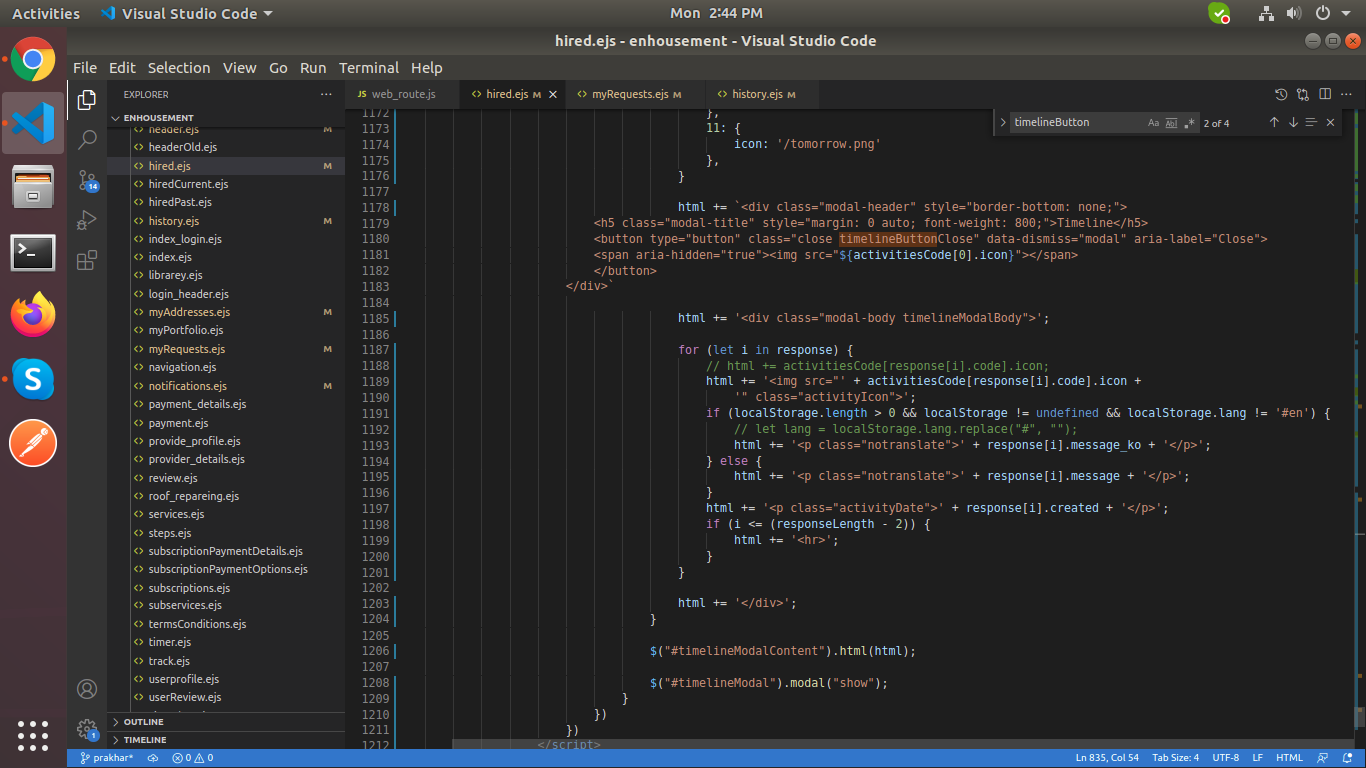 Activities Visual Studio Code Mon 2:44 PM
hired.ejs - enhousement - Visual Studio Code
File Edit Selection View Go Run Terminal Help
EXPLORER ···
JS web_route.js <> hired.ejs M × <> myRequests.ejs M <> history.ejs M
ENHOUSEMENT
header.ejs M
headerOld.ejs
hired.ejs M
hiredCurrent.ejs
hiredPast.ejs
history.ejs M
index_login.ejs
index.ejs
librarey.ejs
login_header.ejs
myAddresses.ejs M
myPortfolio.ejs
myRequests.ejs M
navigation.ejs
notifications.ejs M
payment_details.ejs
payment.ejs
provide_profile.ejs
provider_details.ejs
review.ejs
roof_repareing.ejs
services.ejs
steps.ejs
subscriptionPaymentDetails.ejs
subscriptionPaymentOptions.ejs
subscriptions.ejs
subservices.ejs
termsConditions.ejs
timer.ejs
track.ejs
userprofile.ejs
userReview.ejs
OUTLINE
TIMELINE
14
1
timelineButton Aa Abl .* 2 of 4
1172 },
1173 11: {
1174 icon: '/tomorrow.png'
1175 },
1176 }
1177
1178 html += `<div class="modal-header" style="border-bottom: none;">
1179 <h5 class="modal-title" style="margin: 0 auto; font-weight: 800;">Timeline</h5>
1180 <button type="button" class="close timelineButtonClose" data-dismiss="modal" aria-label="Close">
1181 <span aria-hidden="true"><img src="${activitiesCode[0].icon}"></span>
1182 </button>
1183 </div>`
1184
1185 html += '<div class="modal-body timelineModalBody">';
1186
1187 for (let i in response) {
1188 // html += activitiesCode[response[i].code].icon;
1189 html += '<img src="' + activitiesCode[response[i].code].icon +
1190 '" class="activityIcon">';
1191 if (localStorage.length > 0 && localStorage != undefined && localStorage.lang != '#en') {
1192 // let lang = localStorage.lang.replace("#", "");
1193 html += '<p class="notranslate">' + response[i].message_ko + '</p>';
1194 } else {
1195 html += '<p class="notranslate">' + response[i].message + '</p>';
1196 }
1197 html += '<p class="activityDate">' + response[i].created + '</p>';
1198 if (i <= (responseLength - 2)) {
1199 html += '<hr>';
1200 }
1201 }
1202
1203 html += '</div>';
1204 }
1205
1206 $("#timelineModalContent").html(html);
1207
1208 $("#timelineModal").modal("show");
1209 }
1210 })
1211 })
1212 </script>
prakhar* 0 0 Ln 835, Col 54 Tab Size: 4 UTF-8 LF HTML